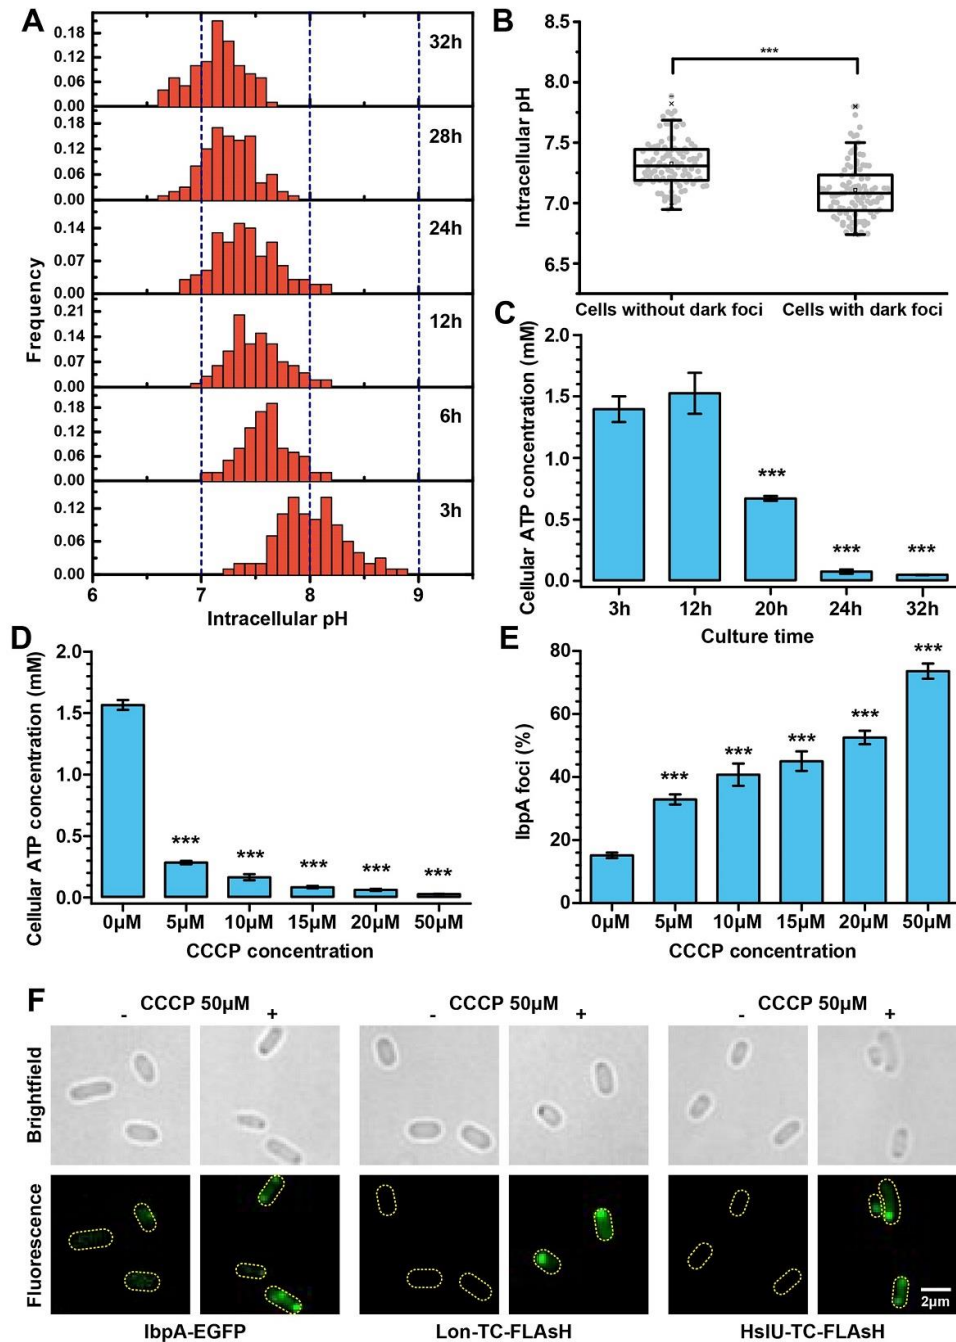 A
B
32h
28h
24h
12h
6h
3h
0.18
0.12
0.06
0.00
0.18
0.12
0.06
0.00
0.14
0.07
0.00
0.21
0.14
0.07
0.00
0.18
0.12
0.06
0.00
0.12
0.06
0.00
Frequency
6
7
8
9
Intracellular pH
8.5
8.0
7.5
7.0
6.5
Intracellular pH
***
Cells without dark foci
Cells with dark foci
C
2.0
1.5
1.0
0.5
0.0
Cellular ATP concentration (mM)
***
***
***
3h
12h
20h
24h
32h
Culture time
D
2.0
1.5
1.0
0.5
0.0
Cellular ATP concentration (mM)
***
***
***
***
***
0μM
5μM
10μM
15μM
20μM
50μM
CCCP concentration
E
80
60
40
20
0
IbpA foci (%)
***
***
***
***
***
0μM
5μM
10μM
15μM
20μM
50μM
CCCP concentration
F
CCCP 50μM
CCCP 50μM
CCCP 50μM
- +
- +
- +
Brightfield
Fluorescence
2μm
IbpA-EGFP
Lon-TC-FLAsH
HslU-TC-FLAsH